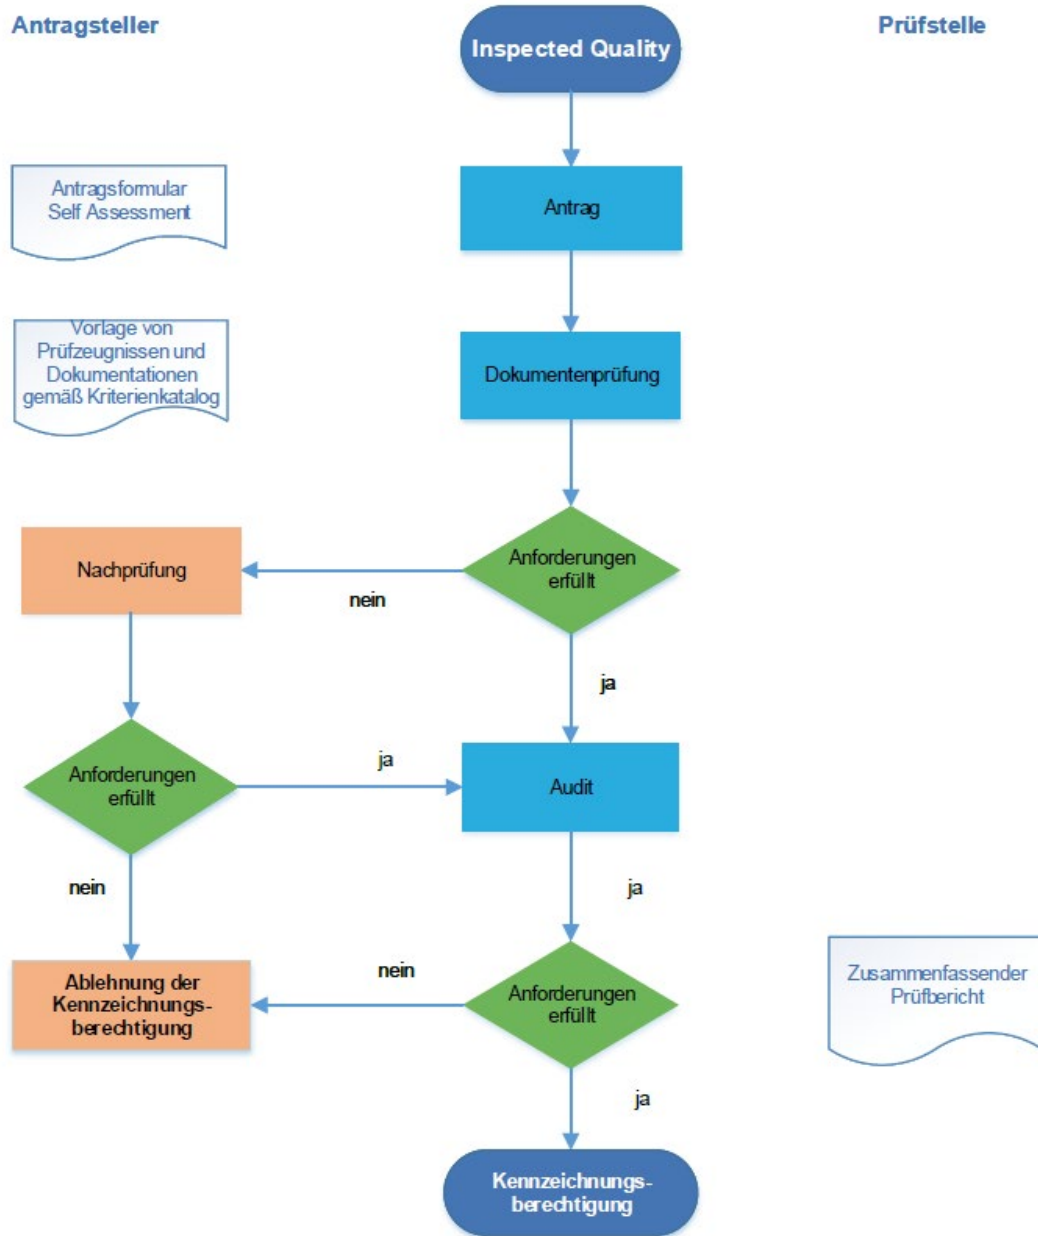 Antragsteller
Inspected Quality
Prüfstelle
Antragsformular
Self Assessment
Antrag
Vorlage von
Prüfzeugnissen und
Dokumentationen
gemäß Kriterienkatalog
Dokumentenprüfung
Anforderungen
erfüllt
nein
Nachprüfung
ja
Anforderungen
erfüllt
ja
Audit
nein
ja
Ablehnung der
Kennzeichnungs-
berechtigung
nein
Anforderungen
erfüllt
Zusammenfassender
Prüfbericht
ja
Kennzeichnungs-
berechtigung